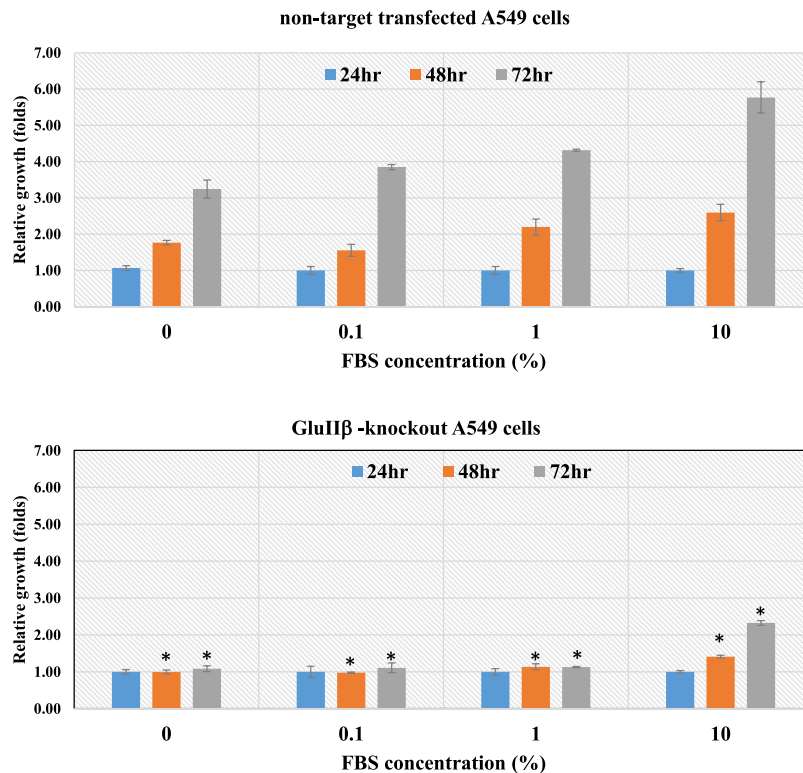 non-target transfected A549 cells
7.00
6.00
5.00
4.00
3.00
2.00
1.00
0.00
Relative growth (folds)
24hr 48hr 72hr
0 0.1 1 10
FBS concentration (%)
GluIIβ -knockout A549 cells
7.00
6.00
5.00
4.00
3.00
2.00
1.00
0.00
Relative growth (folds)
24hr 48hr 72hr
* * * * * * * *
0 0.1 1 10
FBS concentration (%)